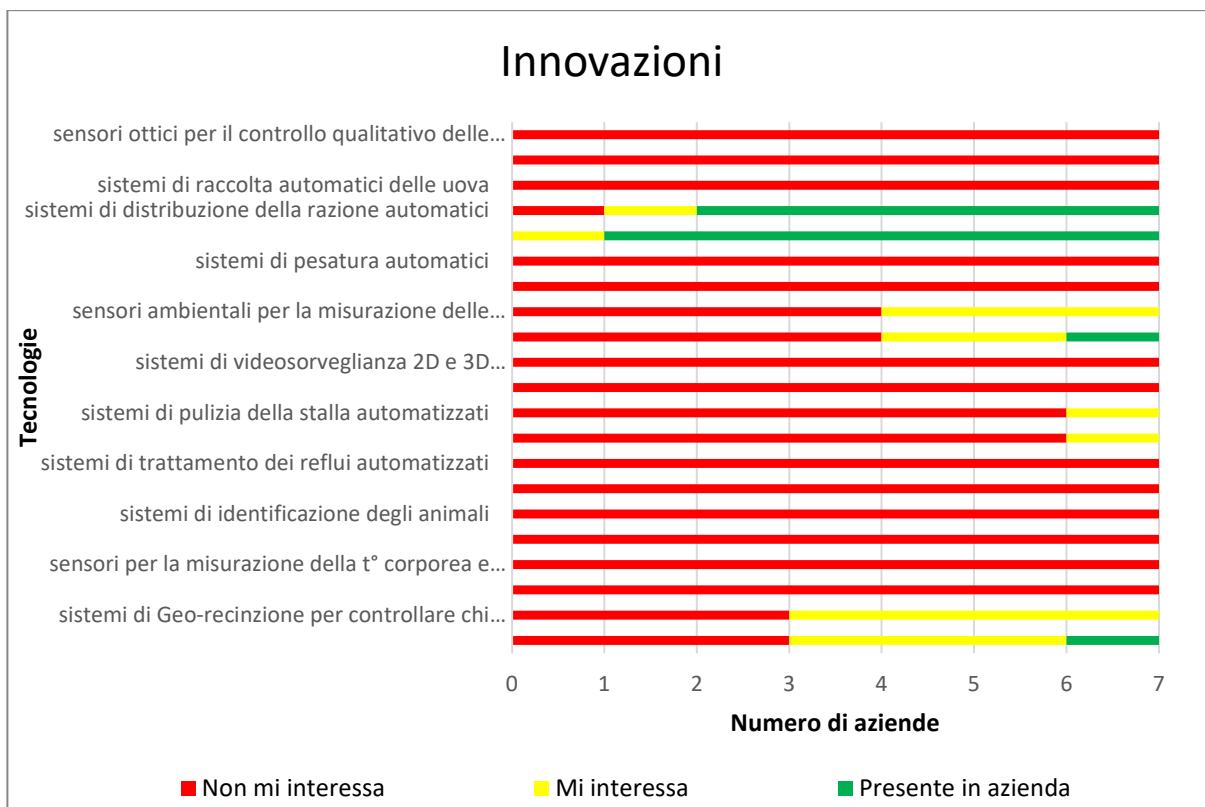 Innovazioni
sensori ottici per il controllo qualitativo delle...
sistemi di raccolta automatici delle uova
sistemi di distribuzione della razione automatici
sistemi di pesatura automatici
sensori ambientali per la misurazione delle...
sistemi di videosorveglianza 2D e 3D...
sistemi di pulizia della stalla automatizzati
sistemi di trattamento dei reflui automatizzati
sistemi di identificazione degli animali
sensori per la misurazione della t° corporea e...
sistemi di Geo-recinzione per controllare chi...
Tecnologie
0 1 2 3 4 5 6 7
Numero di aziende
Non mi interessa Mi interessa Presente in azienda